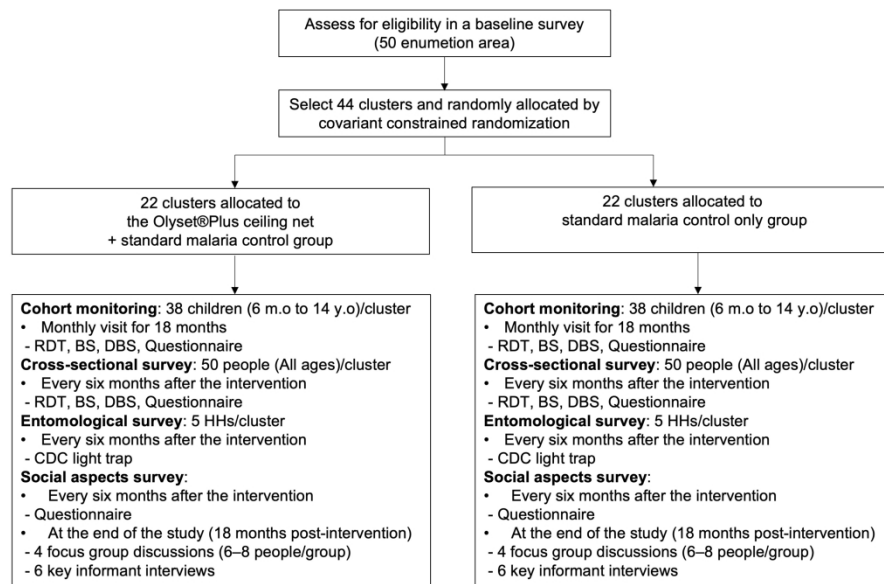 Assess for eligibility in a baseline survey
(50 enumetion area)
Select 44 clusters and randomly allocated by
covariant constrained randomization
22 clusters allocated to
the Olyset®Plus ceiling net
+ standard malaria control group
22 clusters allocated to
standard malaria control only group
Cohort monitoring: 38 children (6 m.o to 14 y.o)/cluster
• Monthly visit for 18 months
- RDT, BS, DBS, Questionnaire
Cross-sectional survey: 50 people (All ages)/cluster
• Every six months after the intervention
- RDT, BS, DBS, Questionnaire
Entomological survey: 5 HHs/cluster
• Every six months after the intervention
- CDC light trap
Social aspects survey:
• Every six months after the intervention
- Questionnaire
• At the end of the study (18 months post-intervention)
- 4 focus group discussions (6–8 people/group)
- 6 key informant interviews
Cohort monitoring: 38 children (6 m.o to 14 y.o)/cluster
• Monthly visit for 18 months
- RDT, BS, DBS, Questionnaire
Cross-sectional survey: 50 people (All ages)/cluster
• Every six months after the intervention
- RDT, BS, DBS, Questionnaire
Entomological survey: 5 HHs/cluster
• Every six months after the intervention
- CDC light trap
Social aspects survey:
• Every six months after the intervention
- Questionnaire
• At the end of the study (18 months post-intervention)
- 4 focus group discussions (6–8 people/group)
- 6 key informant interviews